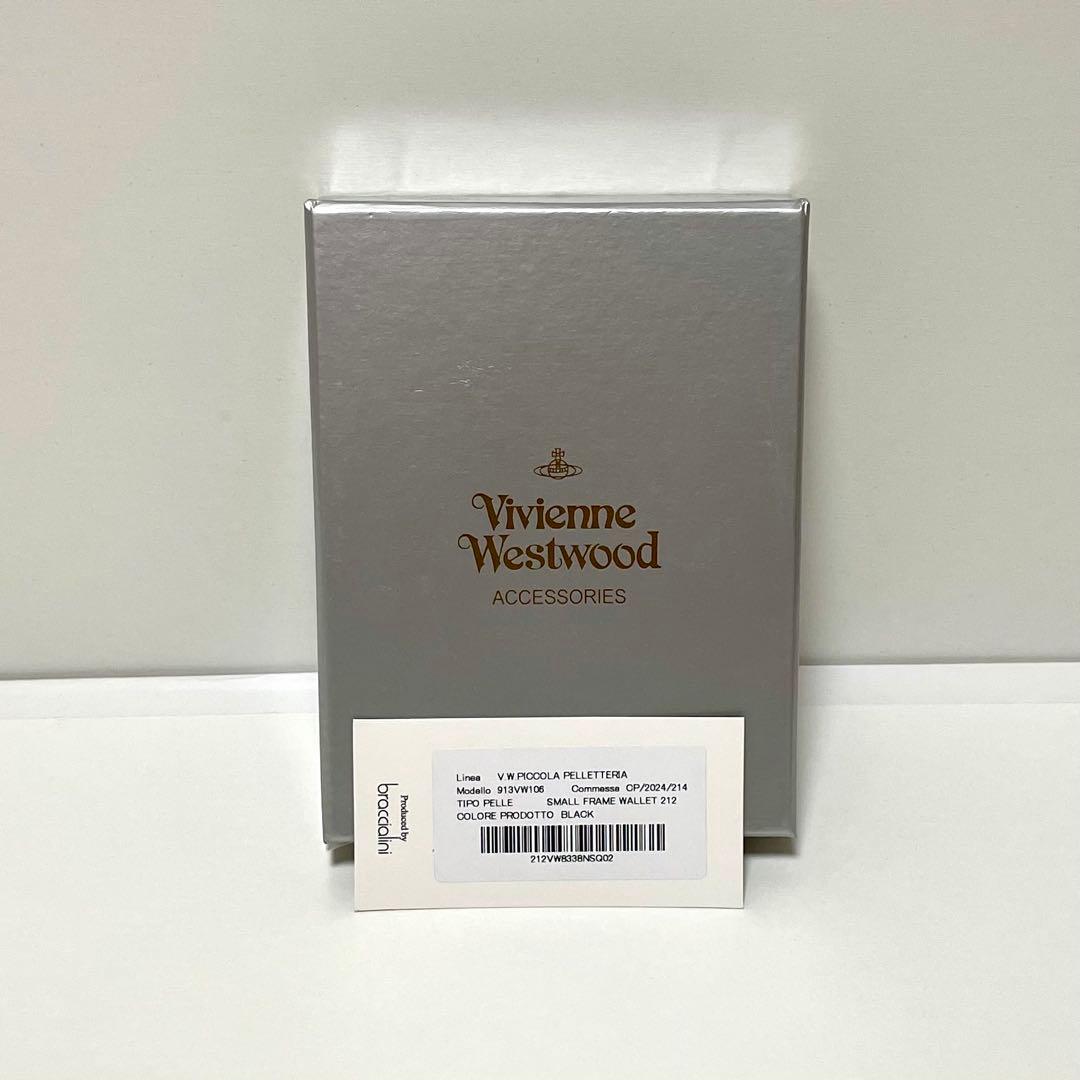 Vivienne
Westwood
ACCESSORIES
Produced by
braccialini
Linea V.W.PICCOLA PELLETTERIA
Modello 913VW106 Commessa OP/2024/214
TIPO PELLE SMALL FRAME WALLET 212
COLORE PRODOTTO BLACK
212VW8338NSQ02